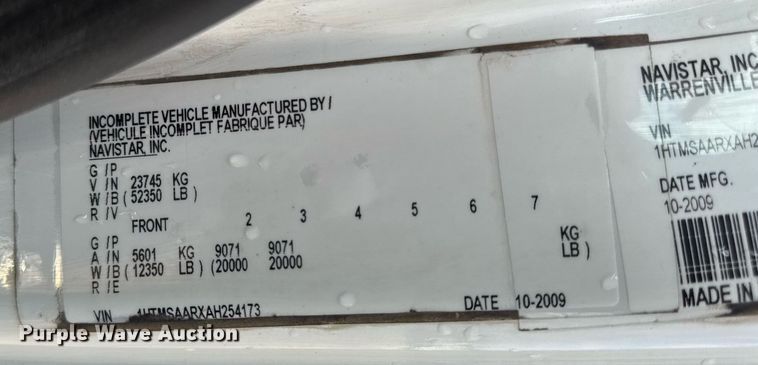 INCOMPLETE VEHICLE MANUFACTURED BY /
(VEHICULE INCOMPLET FABRIQUE PAR)
NAVISTAR, INC.
G /P
V /N 23745 KG
W/B ( 52350 LB )
R /V
FRONT 2 3 4 5 6 7
G /P
A /N 5601 KG 9071 9071 KG
W/B ( 12350 LB ) (20000 20000 LB )
R /E
VIN 1HTMSAARXAH254173 DATE 10-2009
NAVISTAR, INC
WARRENVILLE
VIN
1HTMSAARXAH2
DATE MFG.
10-2009
MADE IN
Purple Wave Auction